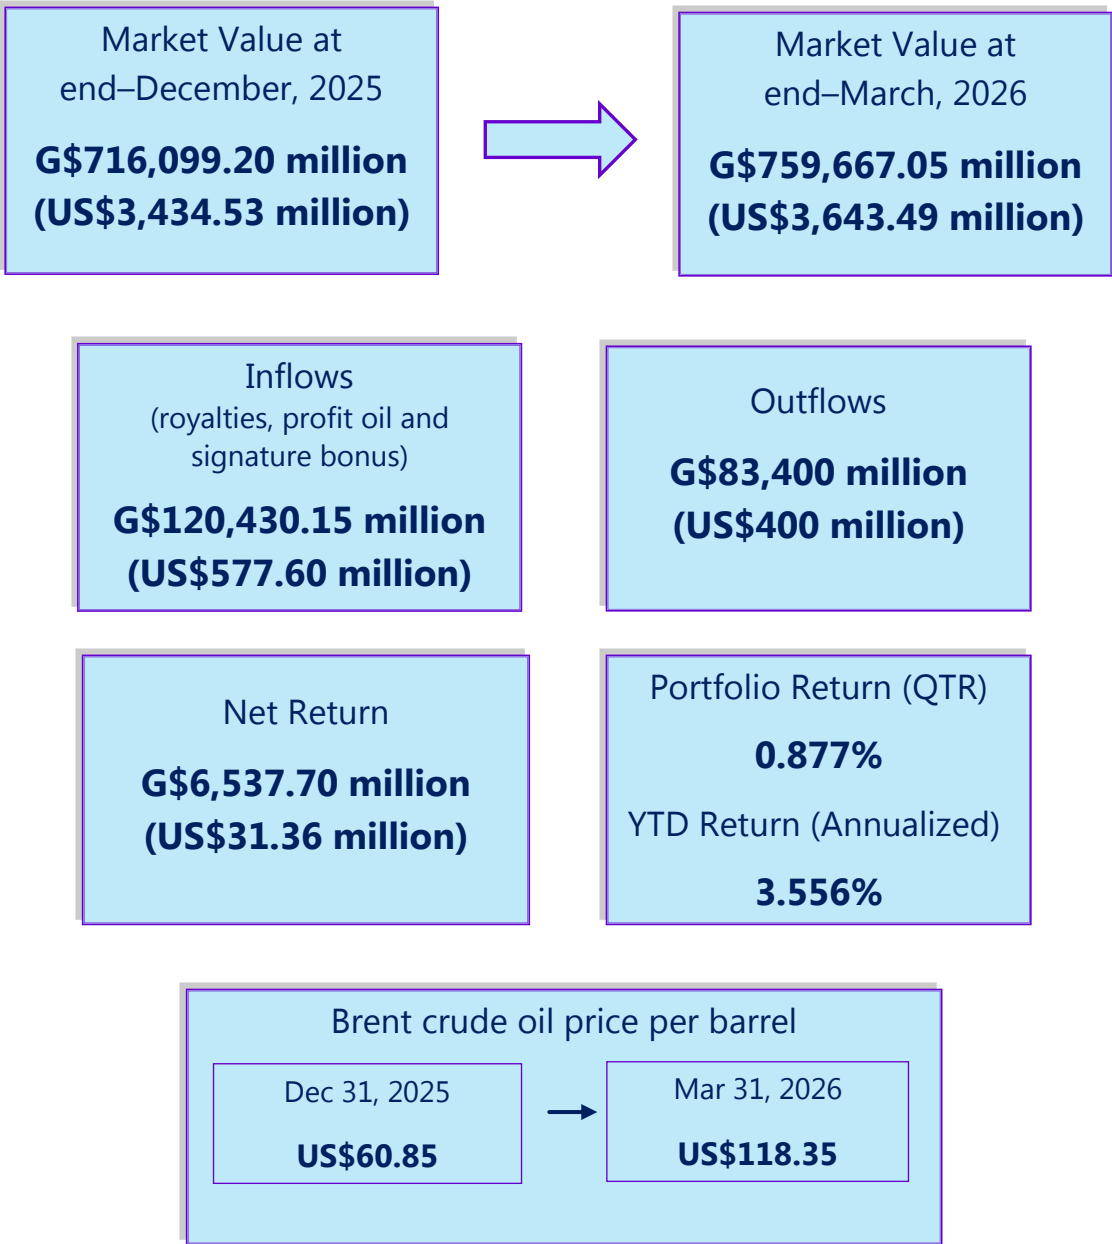 Market Value at
end–December, 2025
G$716,099.20 million
(US$3,434.53 million)
Market Value at
end–March, 2026
G$759,667.05 million
(US$3,643.49 million)
Inflows
(royalties, profit oil and
signature bonus)
G$120,430.15 million
(US$577.60 million)
Outflows
G$83,400 million
(US$400 million)
Net Return
G$6,537.70 million
(US$31.36 million)
Portfolio Return (QTR)
0.877%
YTD Return (Annualized)
3.556%
Brent crude oil price per barrel
Dec 31, 2025
US$60.85
Mar 31, 2026
US$118.35